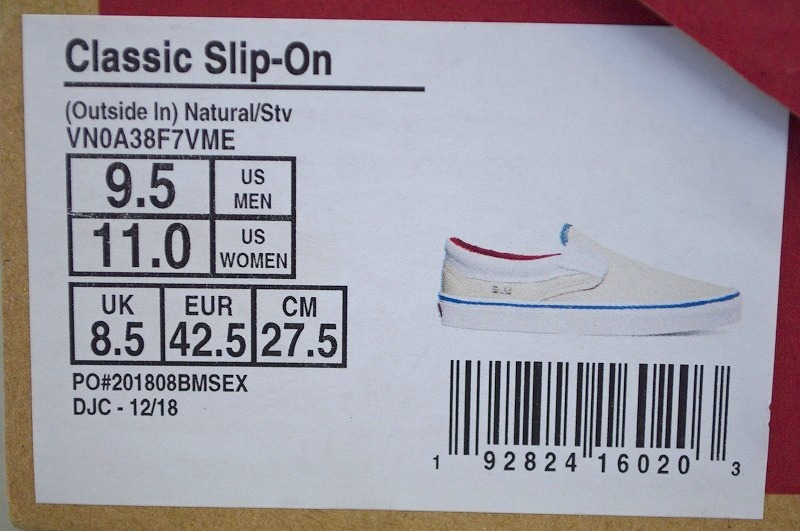 Classic Slip-On
(Outside In) Natural/Stv
VN0A38F7VME
9.5 US MEN
11.0 US WOMEN
UK EUR CM
8.5 42.5 27.5
PO#201808BMSEX
DJC - 12/18
1 92824 16020 3